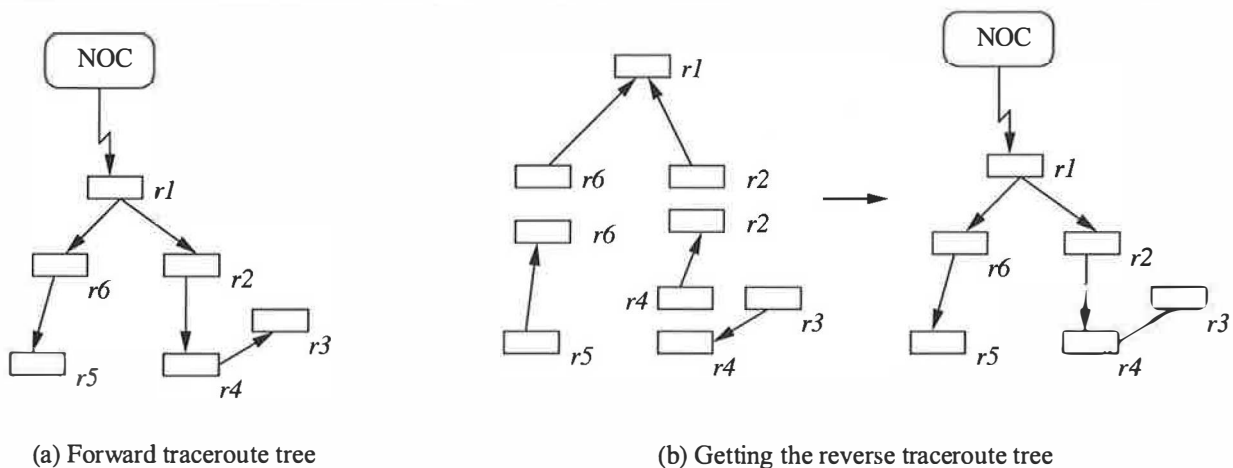 NOC
r1
r6
r2
r3
r5
r4
(a) Forward traceroute tree
r1
r6
r2
r6
r2
r4
r3
r5
r4
NOC
r1
r6
r2
r3
r5
r4
(b) Getting the reverse traceroute tree